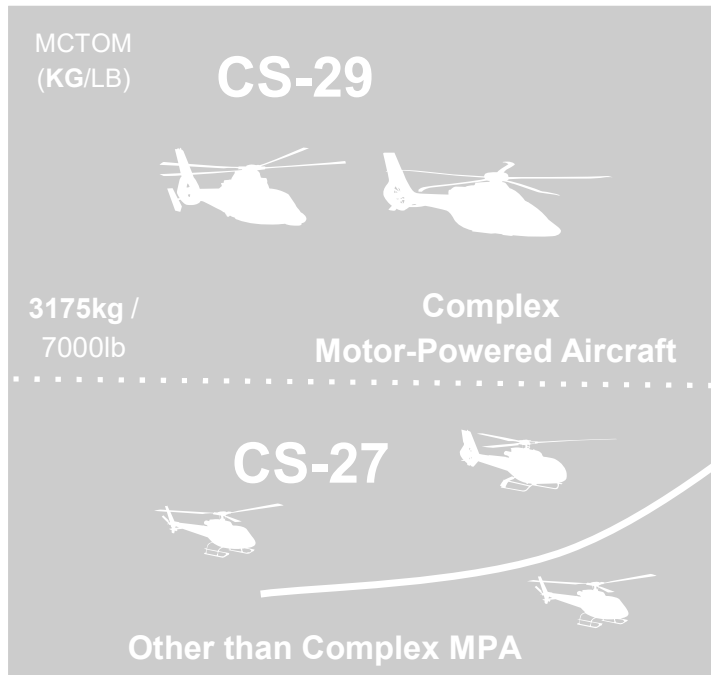 MCTOM
(KG/LB)
CS-29
3175kg /
7000lb
Complex
Motor-Powered Aircraft
CS-27
Other than Complex MPA